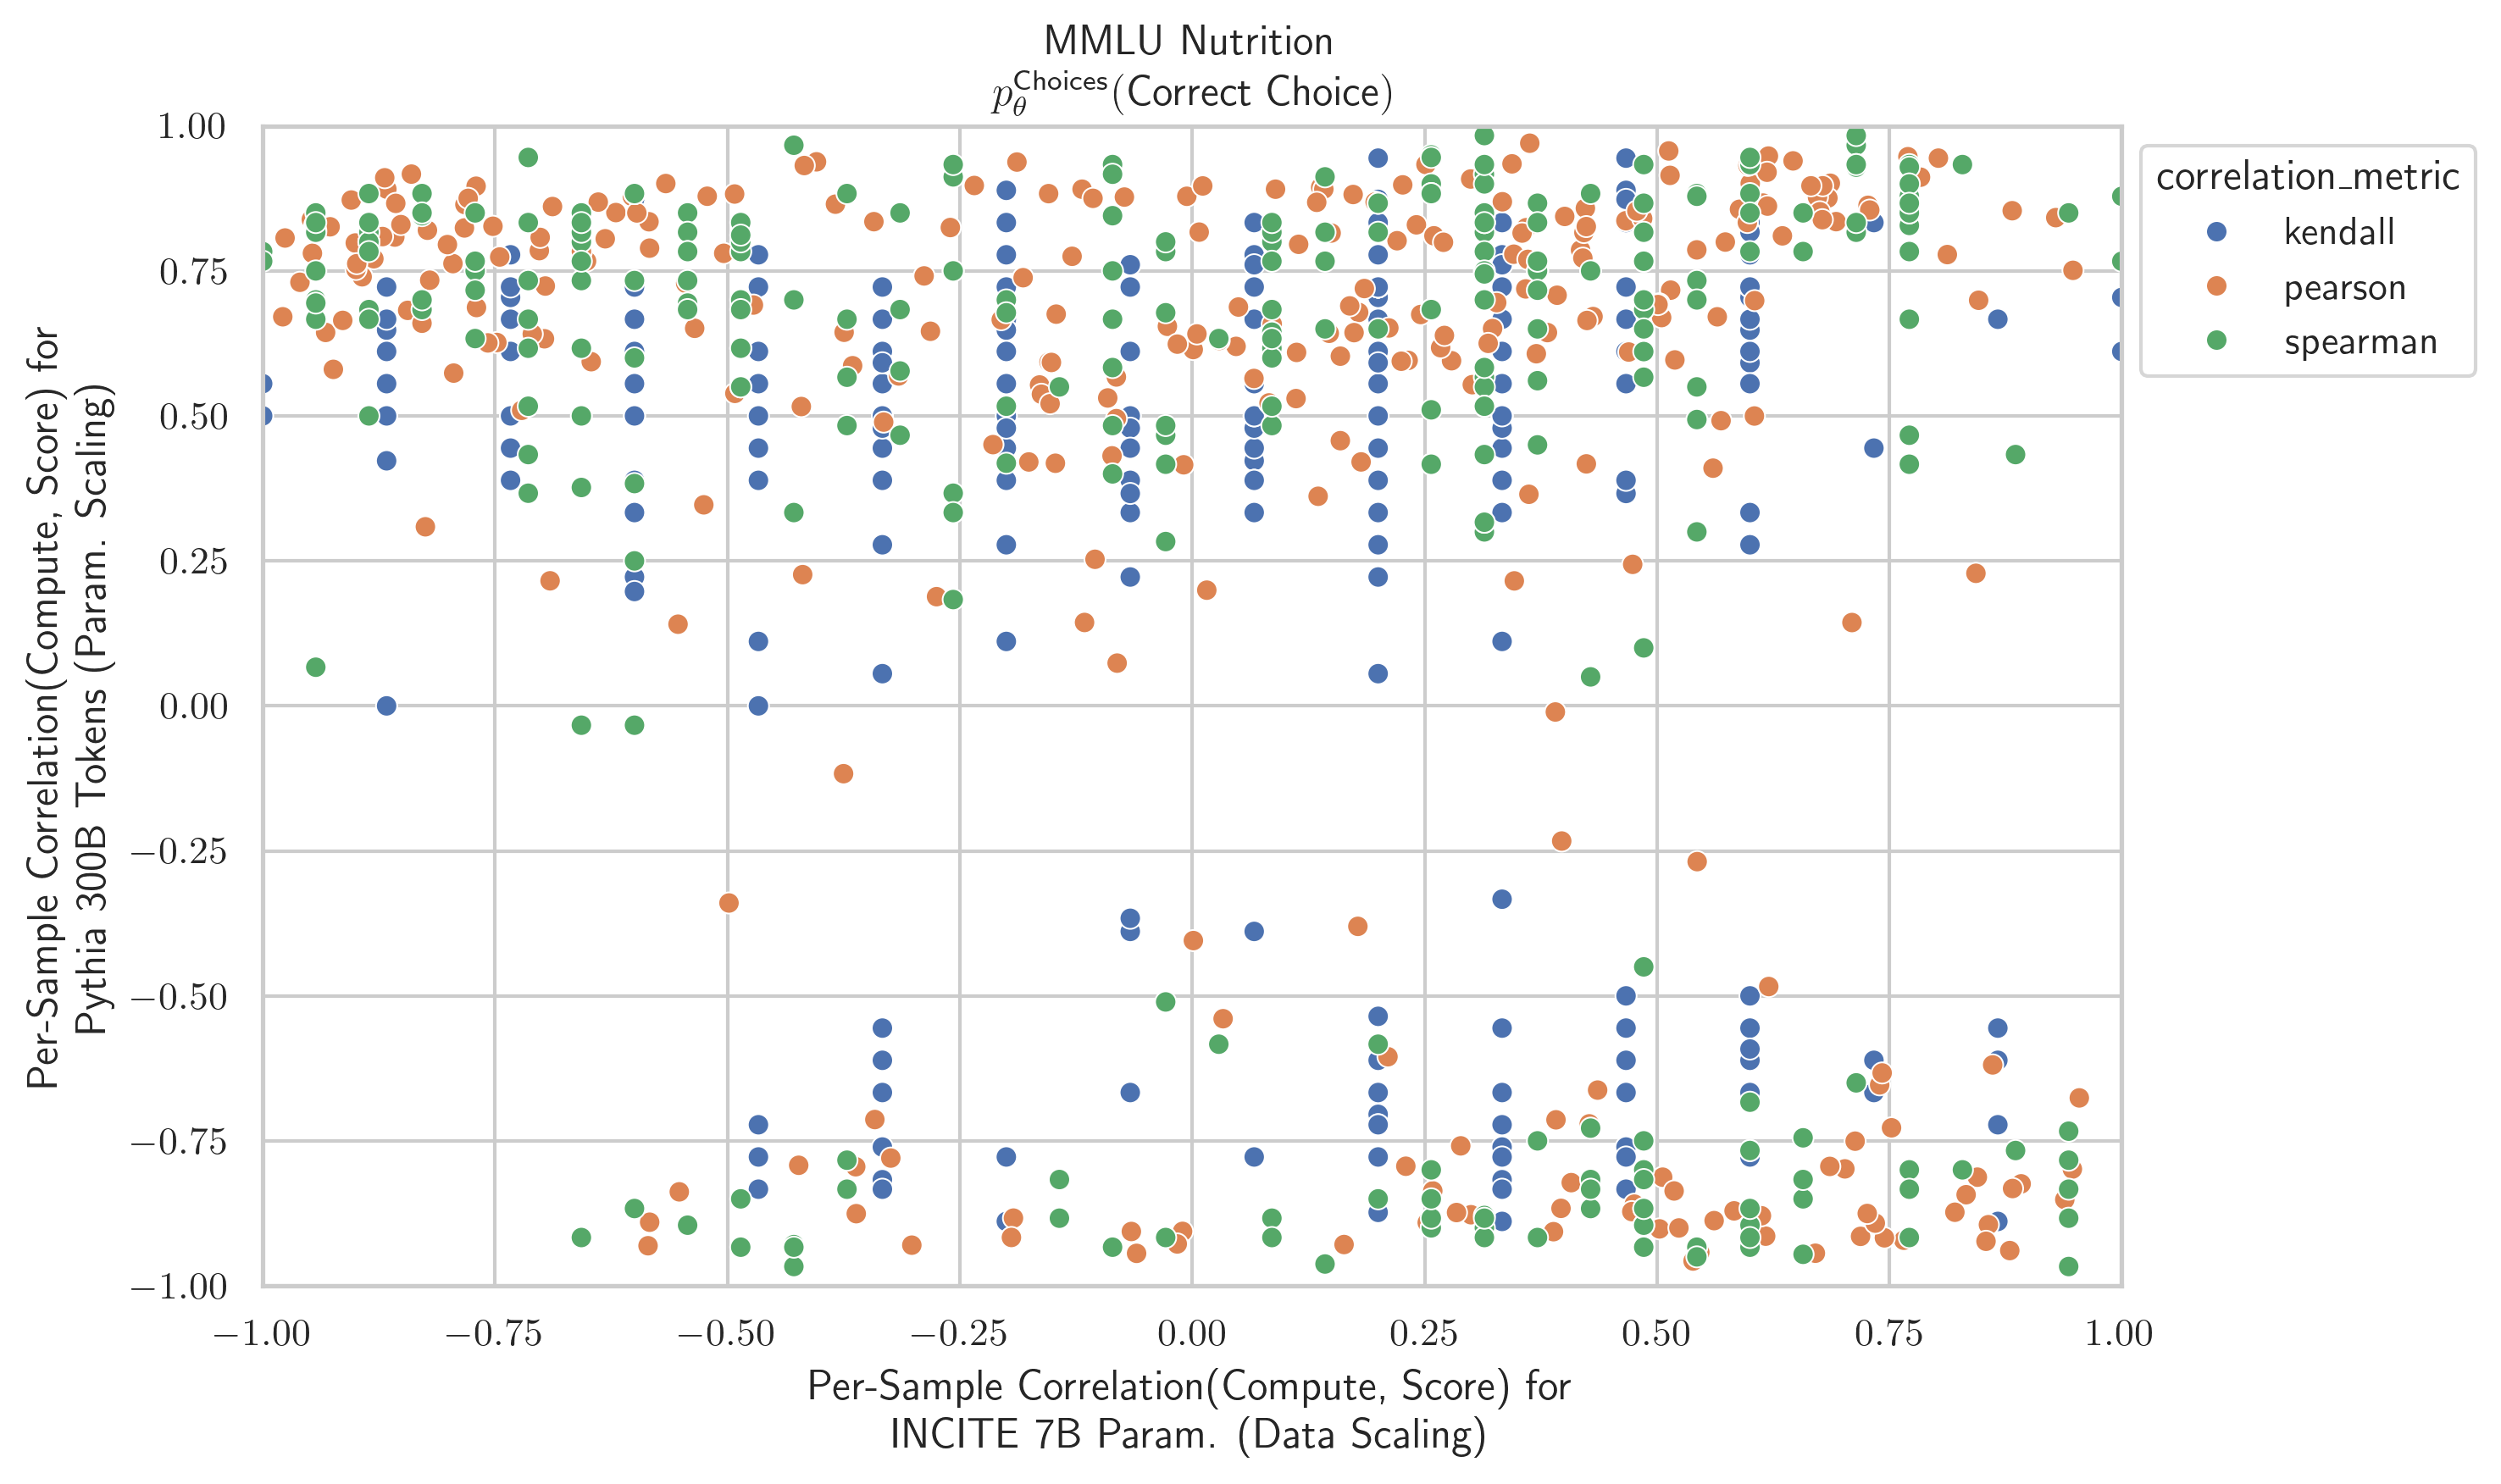 MMLU Nutrition
p_θ^Choices(Correct Choice)
Per-Sample Correlation(Compute, Score) for
Pythia 300B Tokens (Param. Scaling)
1.00
0.75
0.50
0.25
0.00
−0.25
−0.50
−0.75
−1.00
−1.00 −0.75 −0.50 −0.25 0.00 0.25 0.50 0.75 1.00
Per-Sample Correlation(Compute, Score) for
INCITE 7B Param. (Data Scaling)
correlation_metric
kendall
pearson
spearman